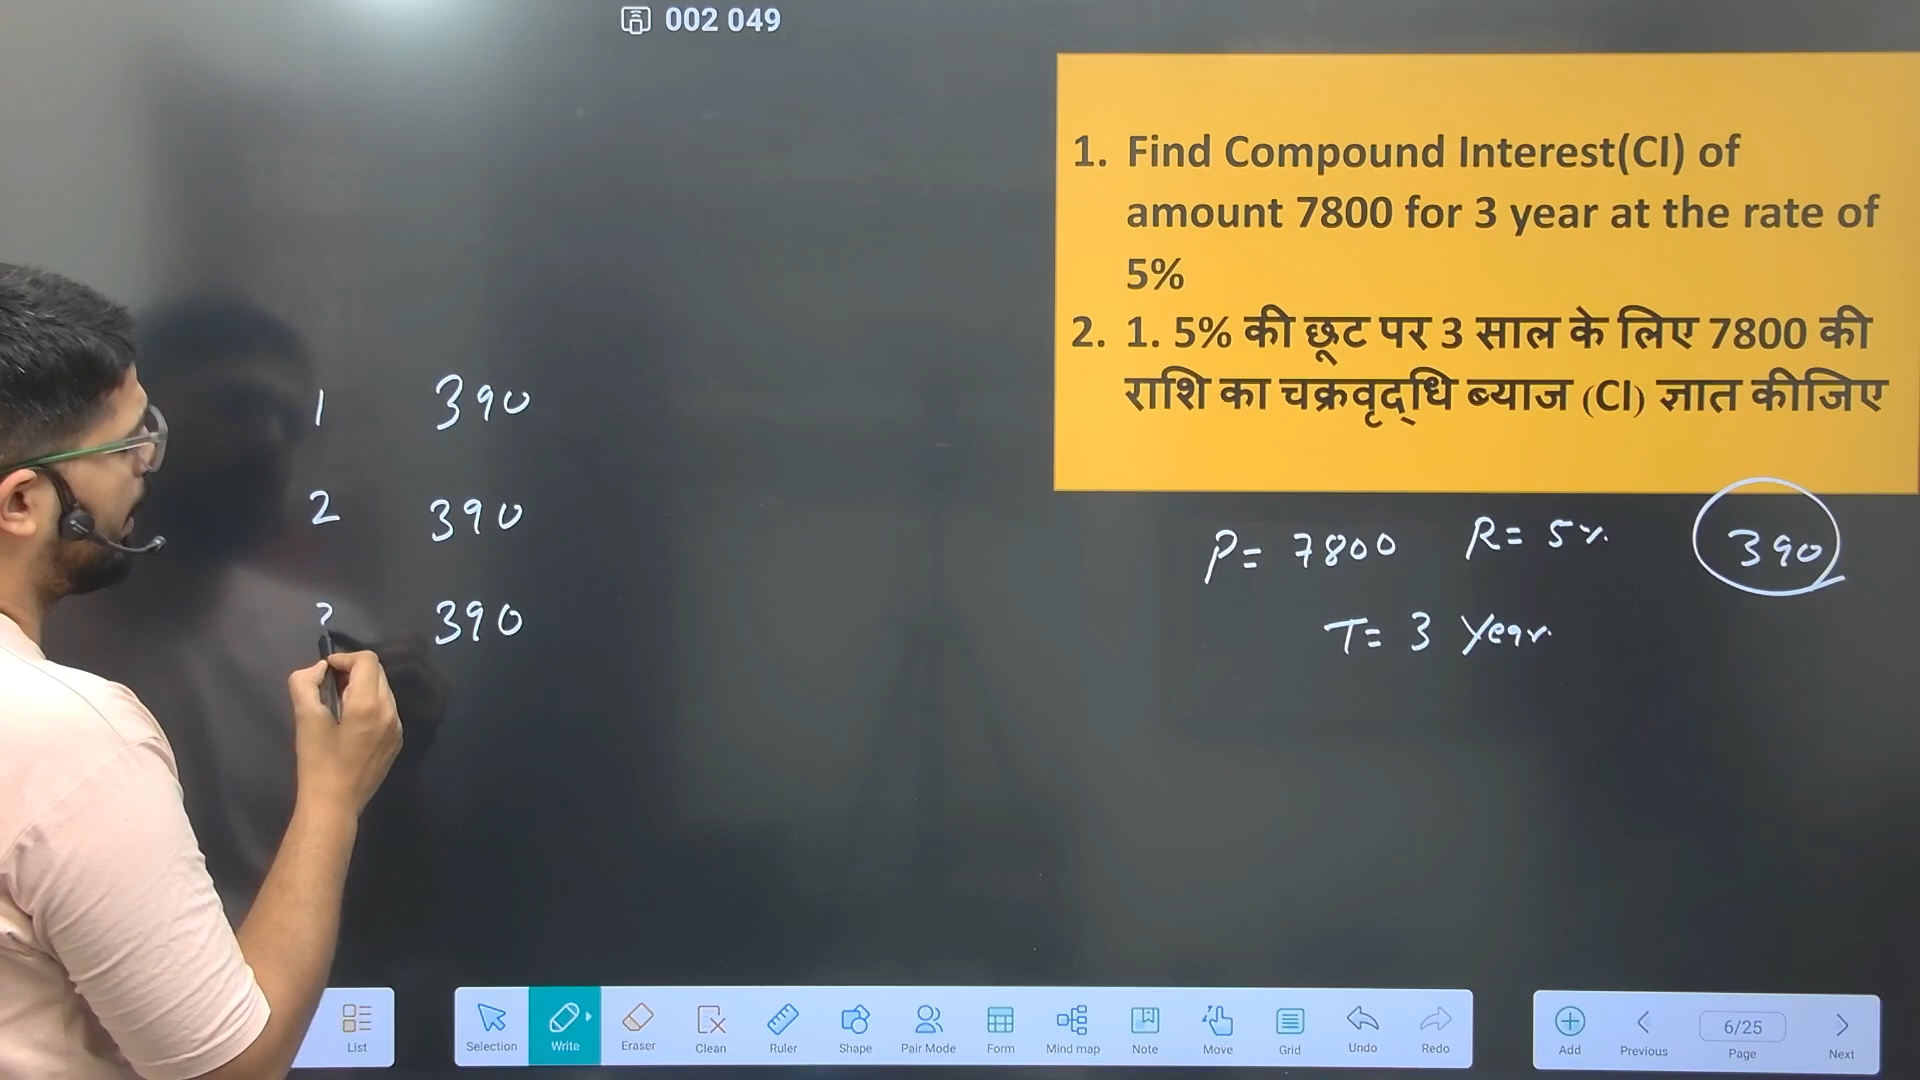 002 049
1. Find Compound Interest(CI) of
amount 7800 for 3 year at the rate of
5%
2. 1. 5% की छूट पर 3 साल के लिए 7800 की
राशि का चक्रवृद्धि ब्याज (CI) ज्ञात कीजिए
1 390
2 390
390
P= 7800 R= 5% 390
T= 3 Year.
List
Selection Write Eraser Clean Ruler Shape Pair Mode Form Mind map Note Move Grid Undo Redo
Add Previous 6/25 Page Next